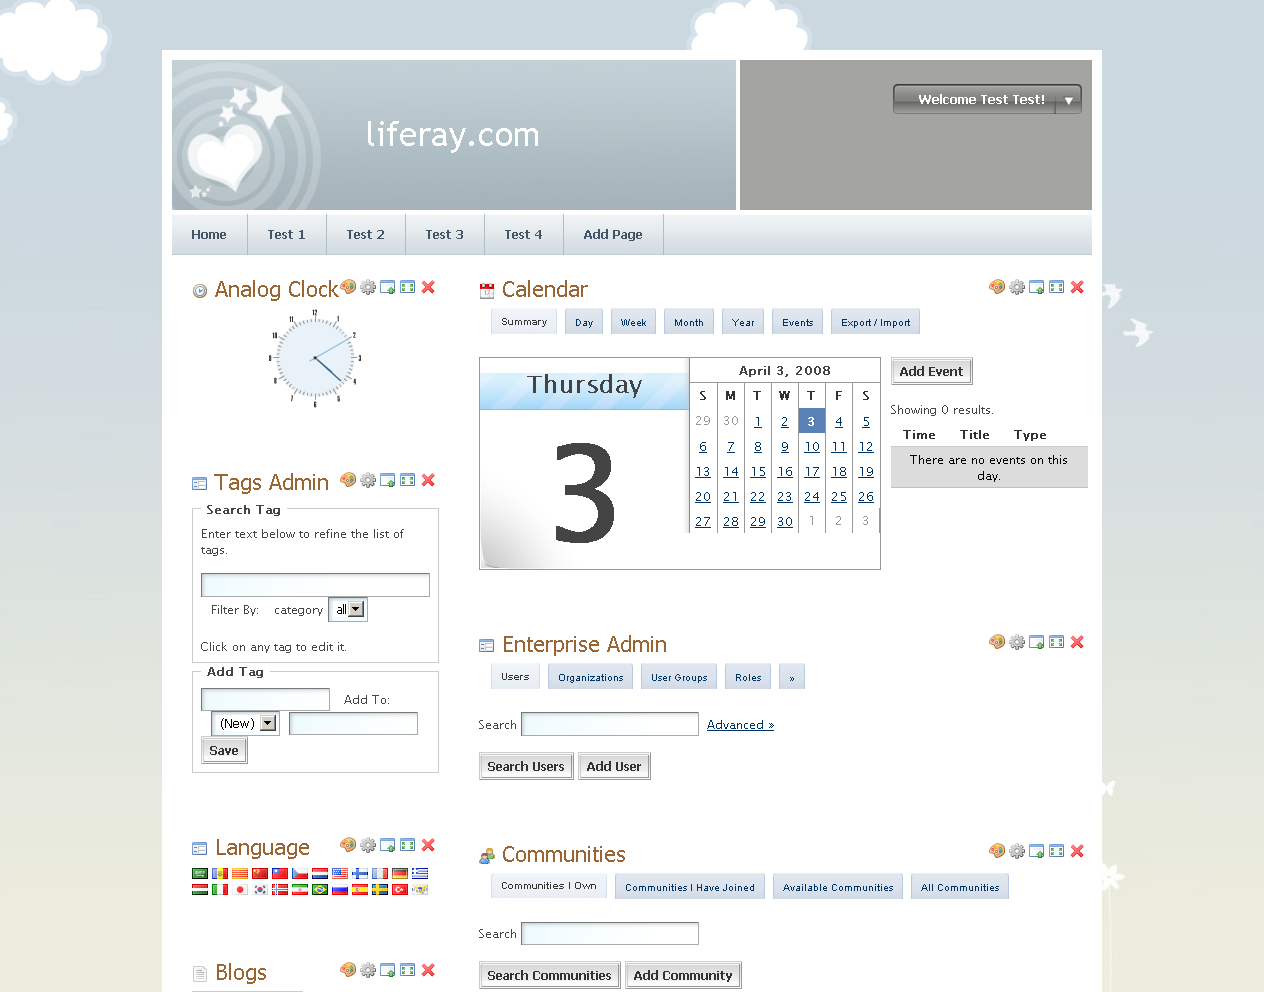 liferay.com
Welcome Test Test!
Home Test 1 Test 2 Test 3 Test 4 Add Page
Analog Clock
Tags Admin
Search Tag
Enter text below to refine the list of
tags.
Filter By: category all
Click on any tag to edit it.
Add Tag
Add To:
(New)
Save
Language
Blogs
Calendar
Summary Day Week Month Year Events Export / Import
Thursday
3
April 3, 2008
S M T W T F S
29 30 1 2 3 4 5
6 7 8 9 10 11 12
13 14 15 16 17 18 19
20 21 22 23 24 25 26
27 28 29 30 1 2 3
Add Event
Showing 0 results.
Time Title Type
There are no events on this
day.
Enterprise Admin
Users Organizations User Groups Roles »
Search Advanced »
Search Users Add User
Communities
Communities I Own Communities I Have Joined Available Communities All Communities
Search
Search Communities Add Community